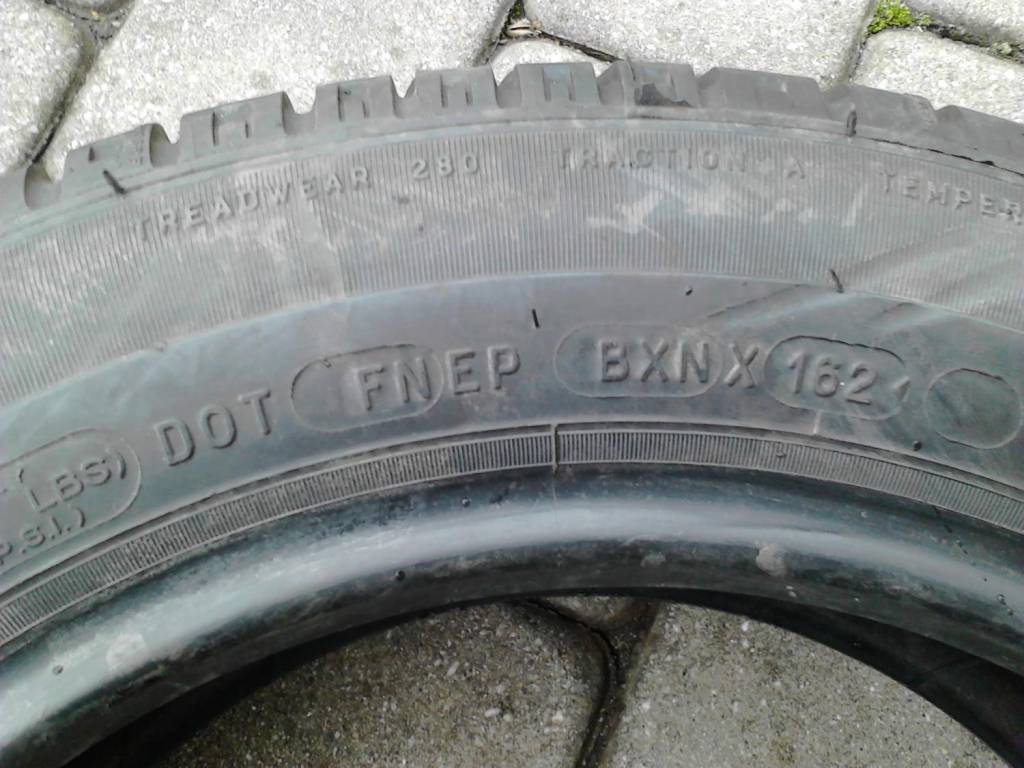 TREADWEAR 280 TRACTION A TEMPER
DOT FNEP BXNX 162
LBS)
P.S.I.)